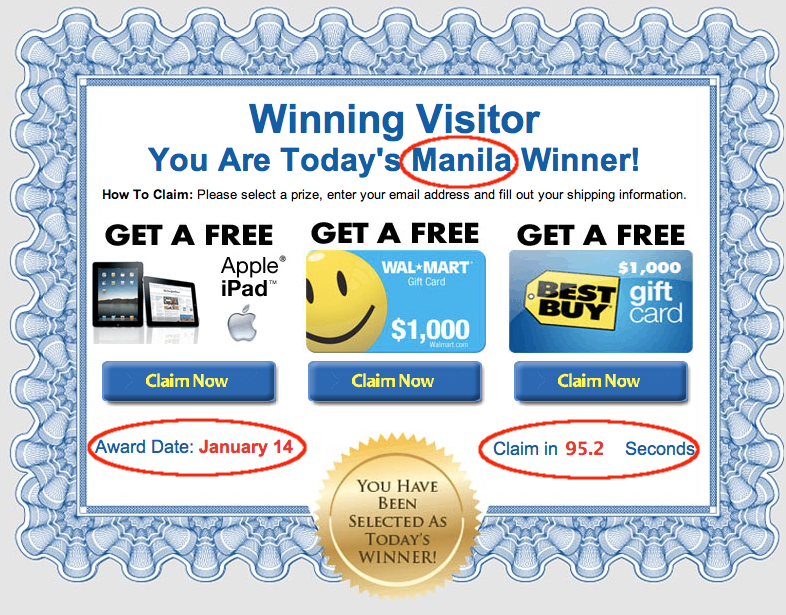 Winning Visitor
You Are Today's Manila Winner!
How To Claim: Please select a prize, enter your email address and fill out your shipping information.
GET A FREE
Apple®
iPad™
GET A FREE
WAL★MART®
Gift Card
$1,000
Walmart.com
GET A FREE
$1,000
BEST
BUY
gift
card
Claim Now
Claim Now
Claim Now
Award Date: January 14
Claim in 95.2 Seconds
YOU HAVE
BEEN
SELECTED AS
TODAY'S
WINNER!